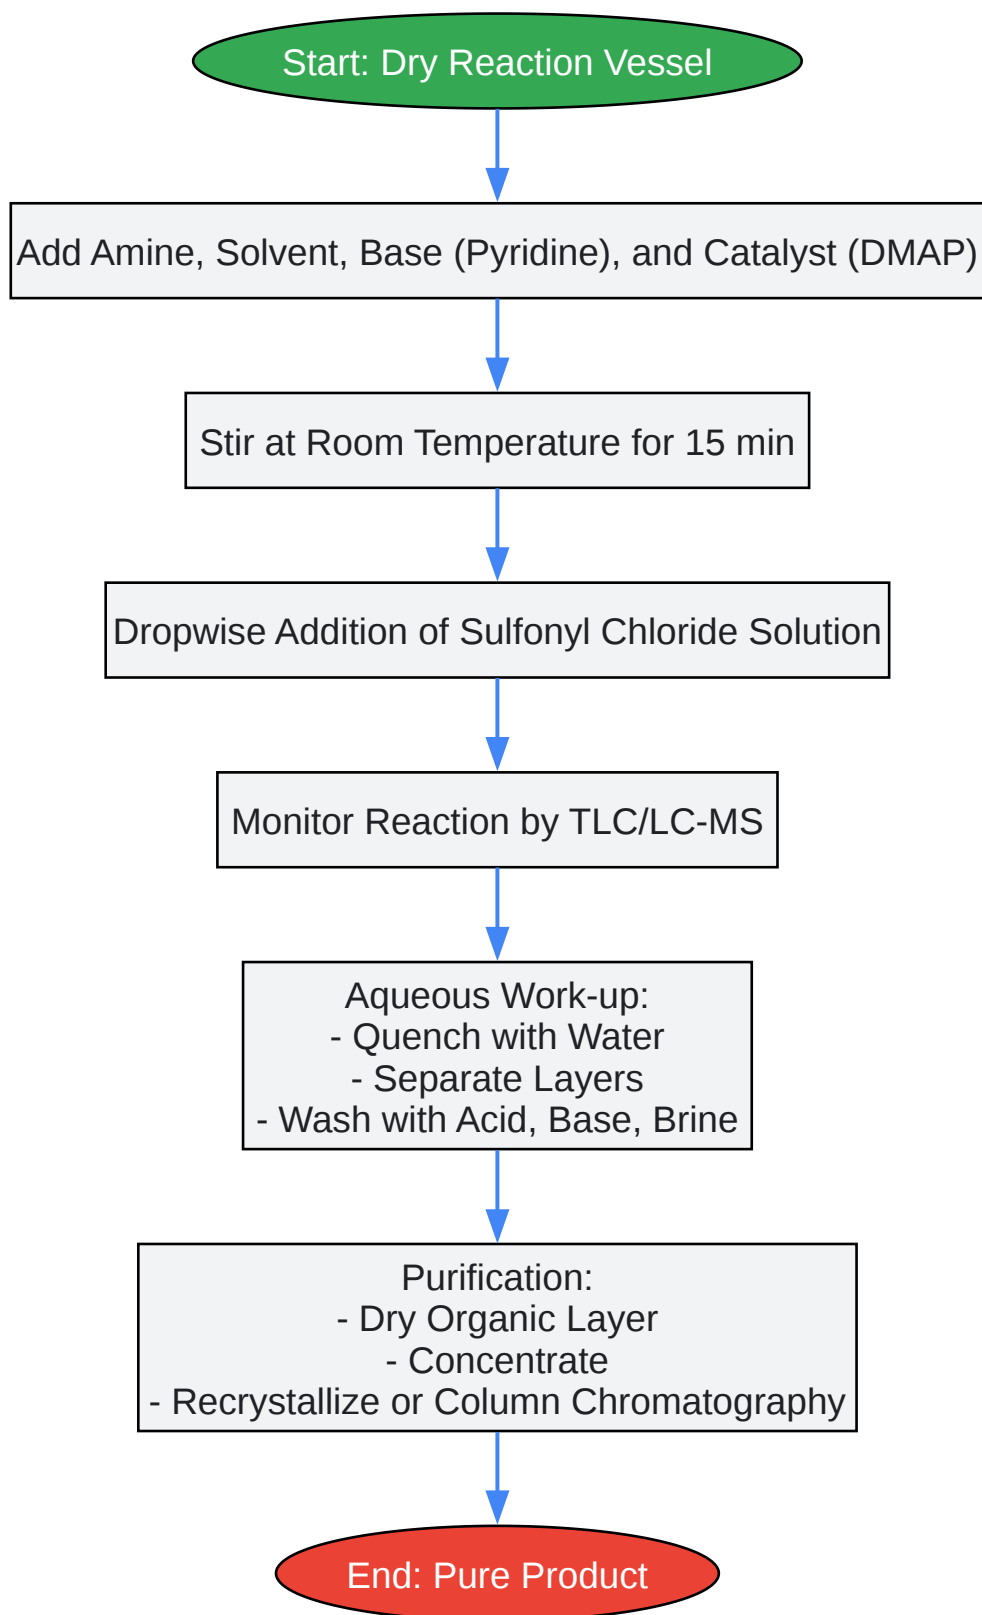 Start: Dry Reaction Vessel
Add Amine, Solvent, Base (Pyridine), and Catalyst (DMAP)
Stir at Room Temperature for 15 min
Dropwise Addition of Sulfonyl Chloride Solution
Monitor Reaction by TLC/LC-MS
Aqueous Work-up:
- Quench with Water
- Separate Layers
- Wash with Acid, Base, Brine
Purification:
- Dry Organic Layer
- Concentrate
- Recrystallize or Column Chromatography
End: Pure Product